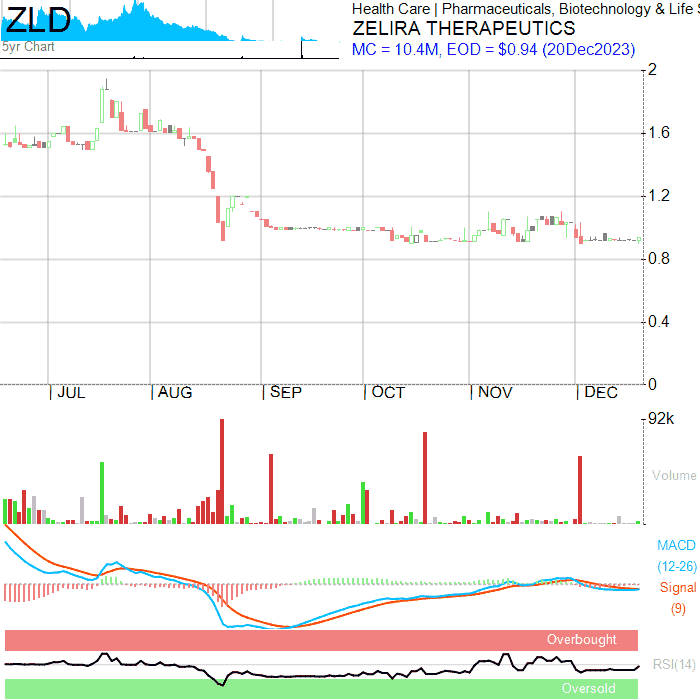 ZLD
5yr Chart
Health Care | Pharmaceuticals, Biotechnology & Life S
ZELIRA THERAPEUTICS
MC = 10.4M, EOD = $0.94 (20Dec2023)
2
1.6
1.2
0.8
0.4
0
| JUL | AUG | SEP | OCT | NOV | DEC
92k
Volume
MACD
(12-26)
Signal
(9)
Overbought
RSI(14)
Oversold